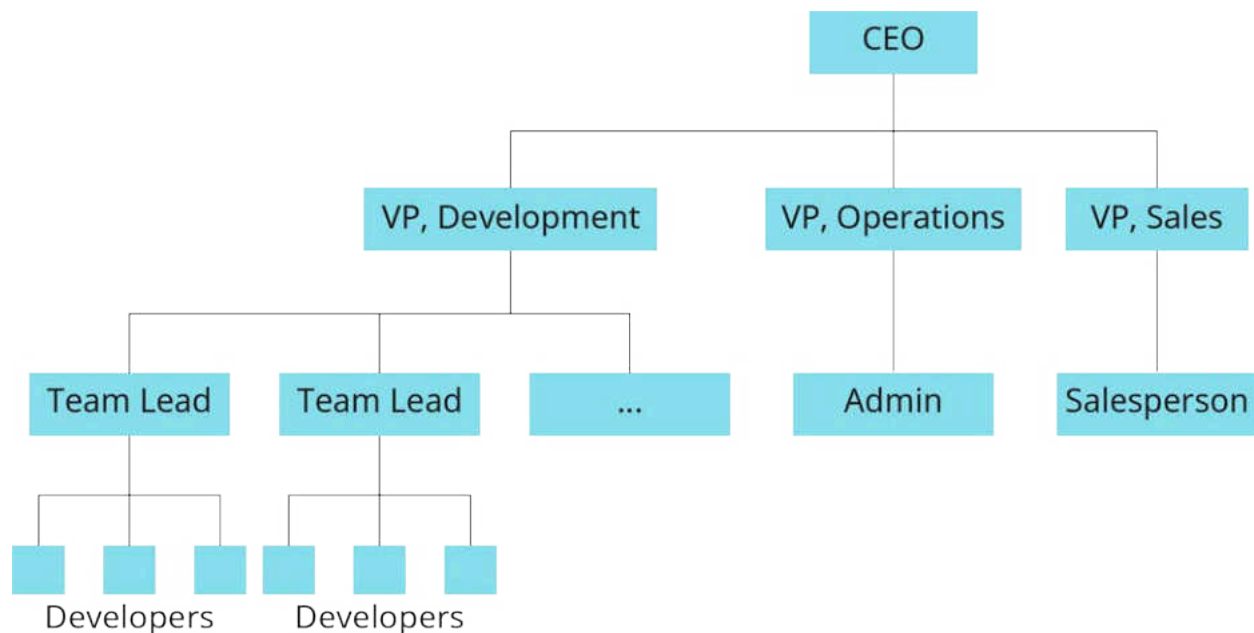 CEO
VP, Development
VP, Operations
VP, Sales
Team Lead
Team Lead
...
Admin
Salesperson
Developers
Developers